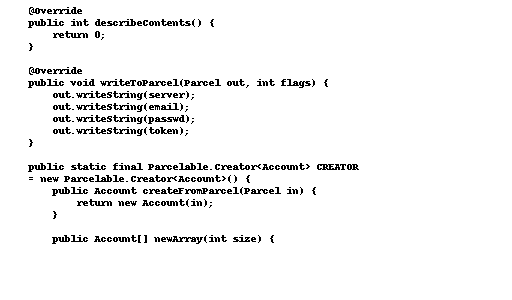 @Override
public int describeContents() {
    return 0;
}

@Override
public void writeToParcel(Parcel out, int flags) {
    out.writeString(server);
    out.writeString(email);
    out.writeString(passwd);
    out.writeString(token);
}

public static final Parcelable.Creator<Account> CREATOR
= new Parcelable.Creator<Account>() {
    public Account createFromParcel(Parcel in) {
        return new Account(in);
    }

    public Account[] newArray(int size) {